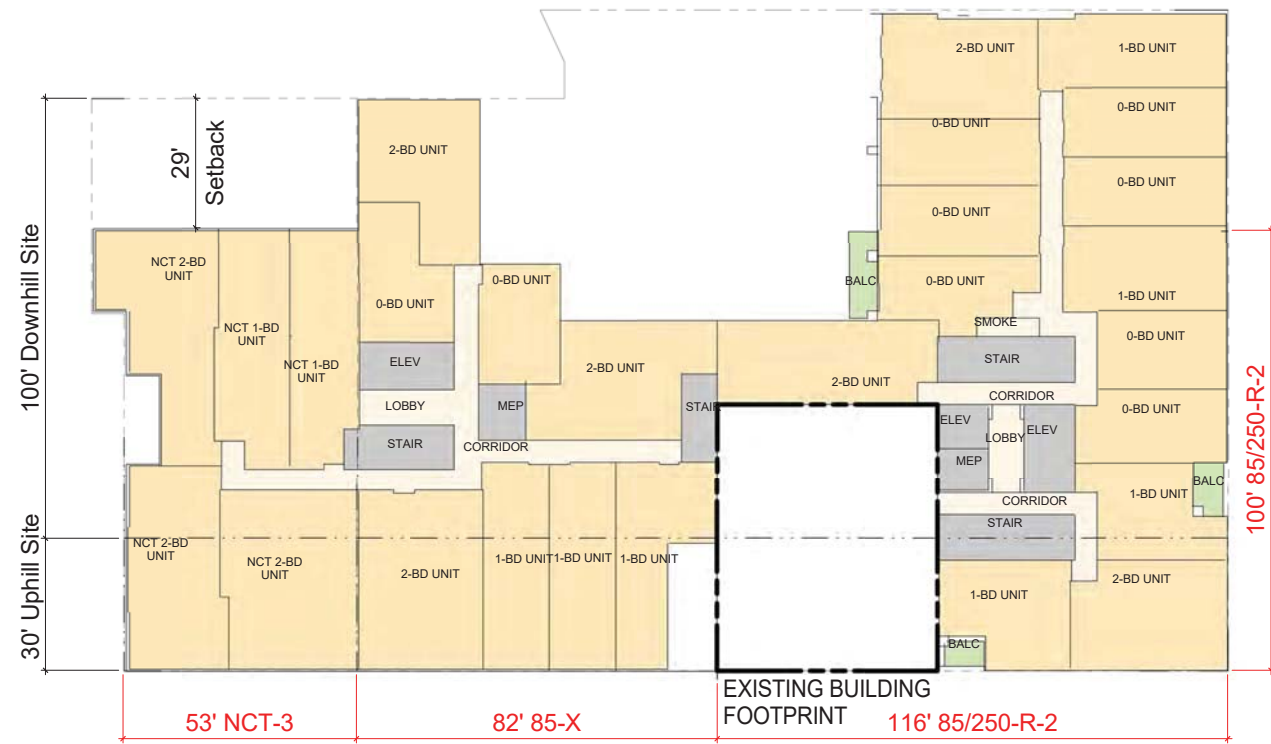 2-BD UNIT
1-BD UNIT
0-BD UNIT
0-BD UNIT
2-BD UNIT
29'
Setback
0-BD UNIT
0-BD UNIT
100' Downhill Site
NCT 2-BD
UNIT
0-BD UNIT
BALC
0-BD UNIT
1-BD UNIT
0-BD UNIT
NCT 1-BD
UNIT
SMOKE
0-BD UNIT
ELEV
NCT 1-BD
UNIT
2-BD UNIT
STAIR
2-BD UNIT
CORRIDOR
LOBBY
MEP
STAIR
0-BD UNIT
ELEV
ELEV
LOBBY
STAIR
CORRIDOR
MEP
BALC
1-BD UNIT
CORRIDOR
100' 85/250-R-2
STAIR
30' Uphill Site
NCT 2-BD
UNIT
NCT 2-BD
UNIT
2-BD UNIT
1-BD UNIT
1-BD UNIT
1-BD UNIT
2-BD UNIT
1-BD UNIT
BALC
EXISTING BUILDING
FOOTPRINT
53' NCT-3
82' 85-X
116' 85/250-R-2